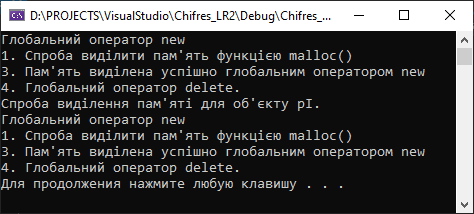 D:\PROJECTS\VisualStudio\Chifres_LR2\Debug\Chifres_...
Глобальний оператор new
1. Спроба виділити пам'ять функцією malloc()
3. Пам'ять виділена успішно глобальним оператором new
4. Глобальний оператор delete.
Спроба виділення пам'яті для об'єкту pI.
Глобальний оператор new
1. Спроба виділити пам'ять функцією malloc()
3. Пам'ять виділена успішно глобальним оператором new
4. Глобальний оператор delete.
Для продолжения нажмите любую клавишу . . .